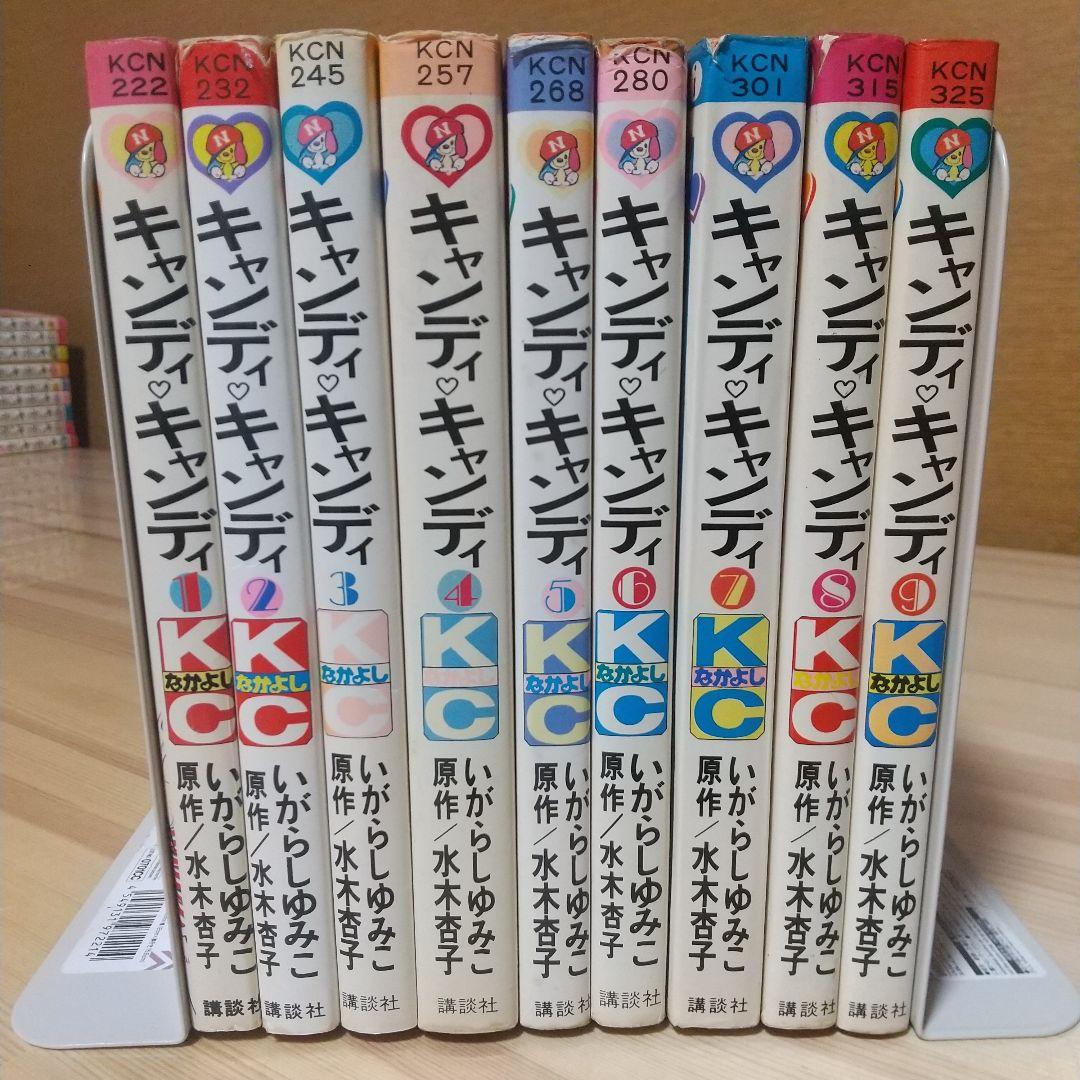 KCN
222
N
キャンディ♡キャンディ
1
KC
なかよし
いがらしゆみこ
原作/水木杏子
講談社
KCN
232
N
キャンディ♡キャンディ
2
KC
なかよし
いがらしゆみこ
原作/水木杏子
講談社
KCN
245
N
キャンディ♡キャンディ
3
KC
なかよし
いがらしゆみこ
原作/水木杏子
講談社
KCN
257
N
キャンディ♡キャンディ
4
KC
なかよし
いがらしゆみこ
原作/水木杏子
講談社
KCN
268
N
キャンディ♡キャンディ
5
KC
なかよし
いがらしゆみこ
原作/水木杏子
講談社
KCN
280
N
キャンディ♡キャンディ
6
KC
なかよし
いがらしゆみこ
原作/水木杏子
講談社
KCN
301
N
キャンディ♡キャンディ
7
KC
なかよし
いがらしゆみこ
原作/水木杏子
講談社
KCN
315
N
キャンディ♡キャンディ
8
KC
なかよし
いがらしゆみこ
原作/水木杏子
講談社
KCN
325
N
キャンディ♡キャンディ
9
KC
なかよし
いがらしゆみこ
原作/水木杏子
講談社